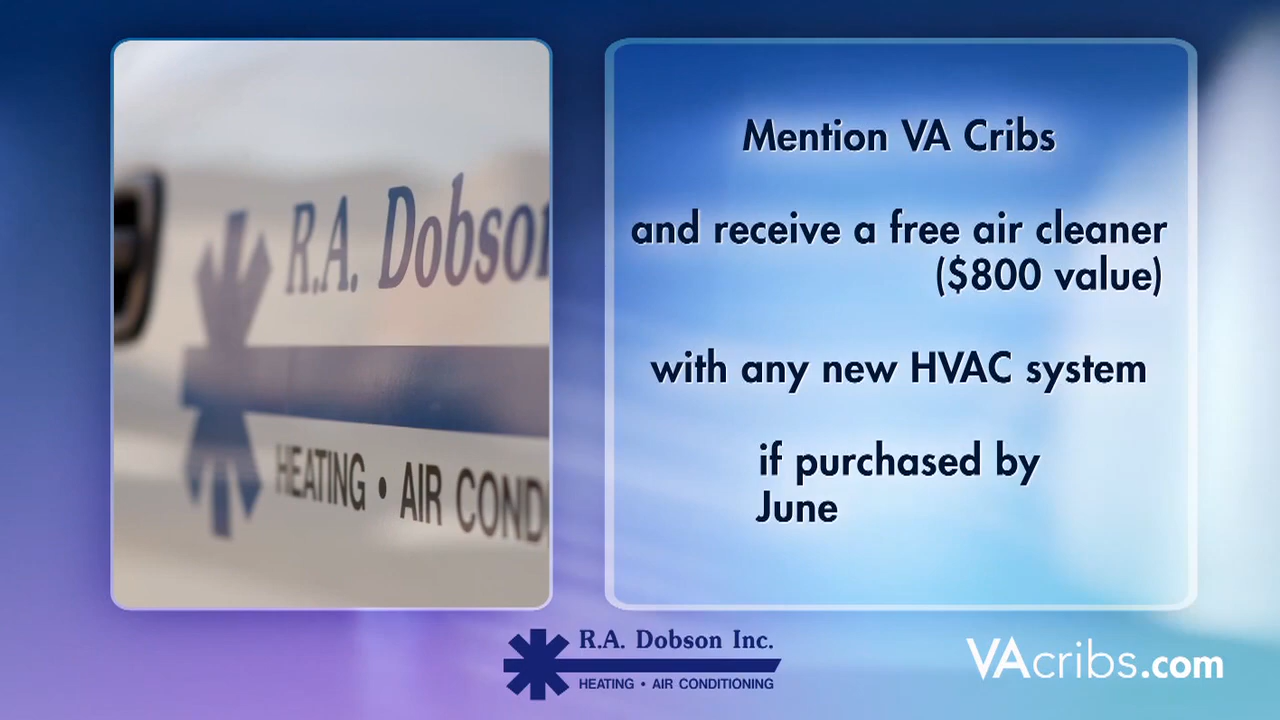 R.A. Dobson
HEATING • AIR COND
Mention VA Cribs
and receive a free air cleaner
($800 value)
with any new HVAC system
if purchased by
June
R.A. Dobson Inc.
HEATING • AIR CONDITIONING
VAcribs.com